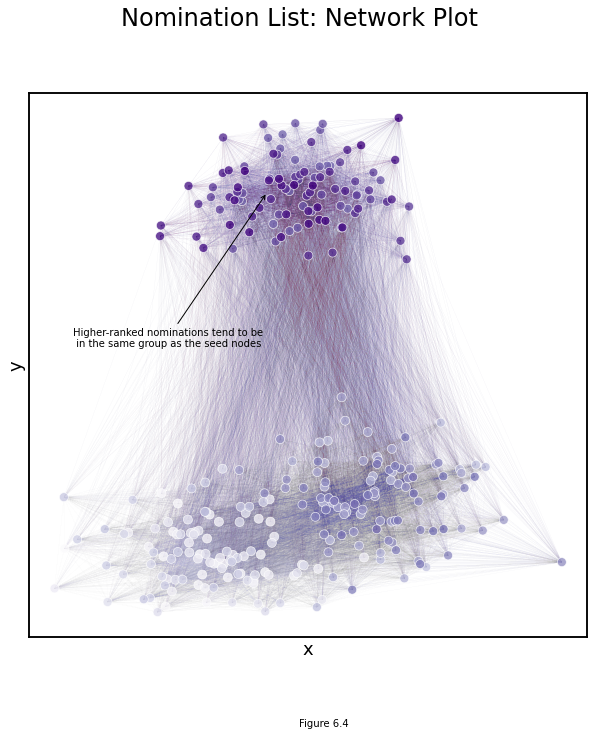 Nomination List: Network Plot
Higher-ranked nominations tend to be
in the same group as the seed nodes
y
x
Figure 6.4